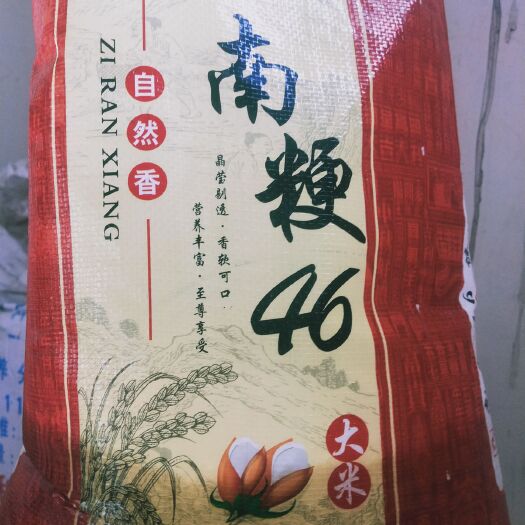 南粳46
自然香
ZI RAN XIANG
晶莹剔透·香软可口
营养丰富·至尊享受
大米